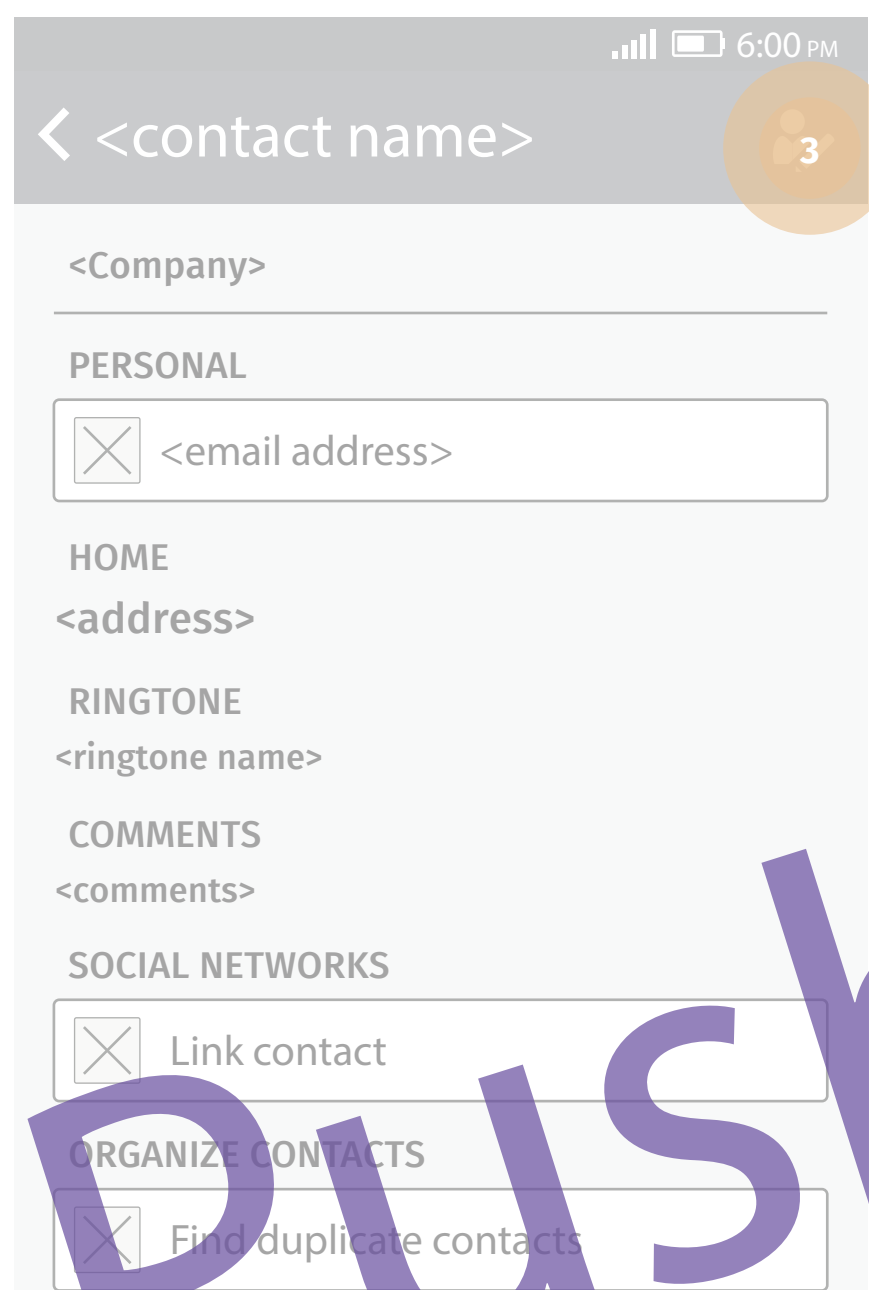 6:00 PM
<contact name>
3
<Company>
PERSONAL
<email address>
HOME
<address>
RINGTONE
<ringtone name>
COMMENTS
<comments>
SOCIAL NETWORKS
Link contact
ORGANIZE CONTACTS
Find duplicate contacts
Push